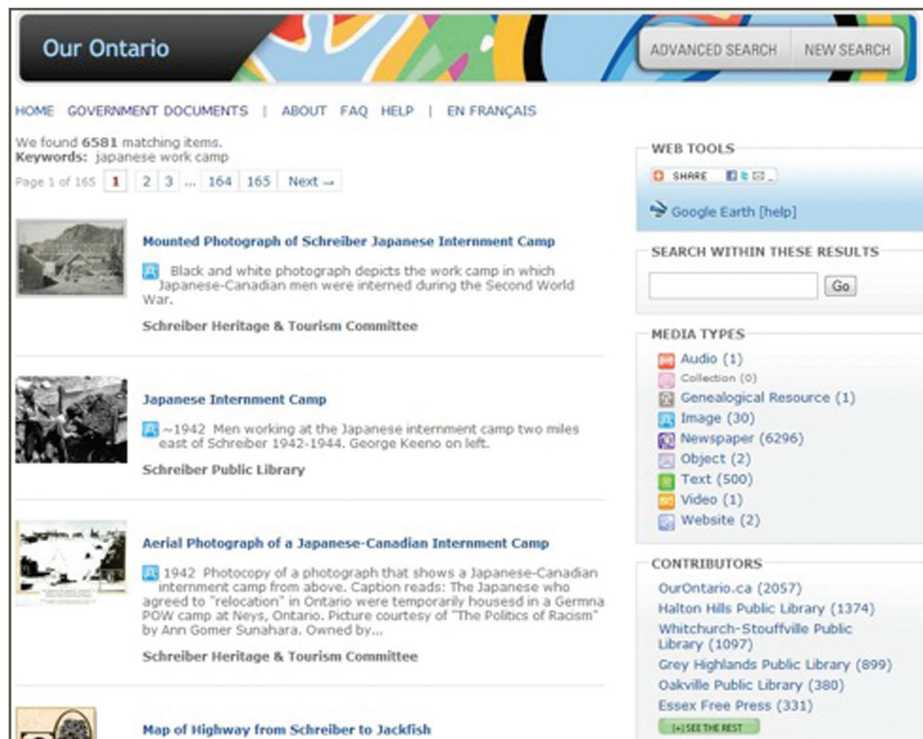 Our Ontario
ADVANCED SEARCH NEW SEARCH
HOME GOVERNMENT DOCUMENTS | ABOUT FAQ HELP | EN FRANÇAIS
We found 6581 matching items.
Keywords: japanese work camp
Page 1 of 165 1 2 3 ... 164 165 Next →
Mounted Photograph of Schreiber Japanese Internment Camp
Black and white photograph depicts the work camp in which
Japanese-Canadian men were interned during the Second World
War.
Schreiber Heritage & Tourism Committee
Japanese Internment Camp
~1942 Men working at the Japanese internment camp two miles
east of Schreiber 1942-1944. George Keeno on left.
Schreiber Public Library
Aerial Photograph of a Japanese-Canadian Internment Camp
1942 Photocopy of a photograph that shows a Japanese-Canadian
internment camp from above. Caption reads: The Japanese who
agreed to "relocation" in Ontario were temporarily housesd in a Germna
POW camp at Neys, Ontario. Picture courtesy of "The Politics of Racism"
by Ann Gomer Sunahara. Owned by...
Schreiber Heritage & Tourism Committee
Map of Highway from Schreiber to Jackfish
WEB TOOLS
SHARE
Google Earth [help]
SEARCH WITHIN THESE RESULTS
Go
MEDIA TYPES
Audio (1)
Collection (0)
Genealogical Resource (1)
Image (30)
Newspaper (6296)
Object (2)
Text (500)
Video (1)
Website (2)
CONTRIBUTORS
OurOntario.ca (2057)
Halton Hills Public Library (1374)
Whitchurch-Stouffville Public
Library (1097)
Grey Highlands Public Library (899)
Oakville Public Library (380)
Essex Free Press (331)
[+] SEE THE REST